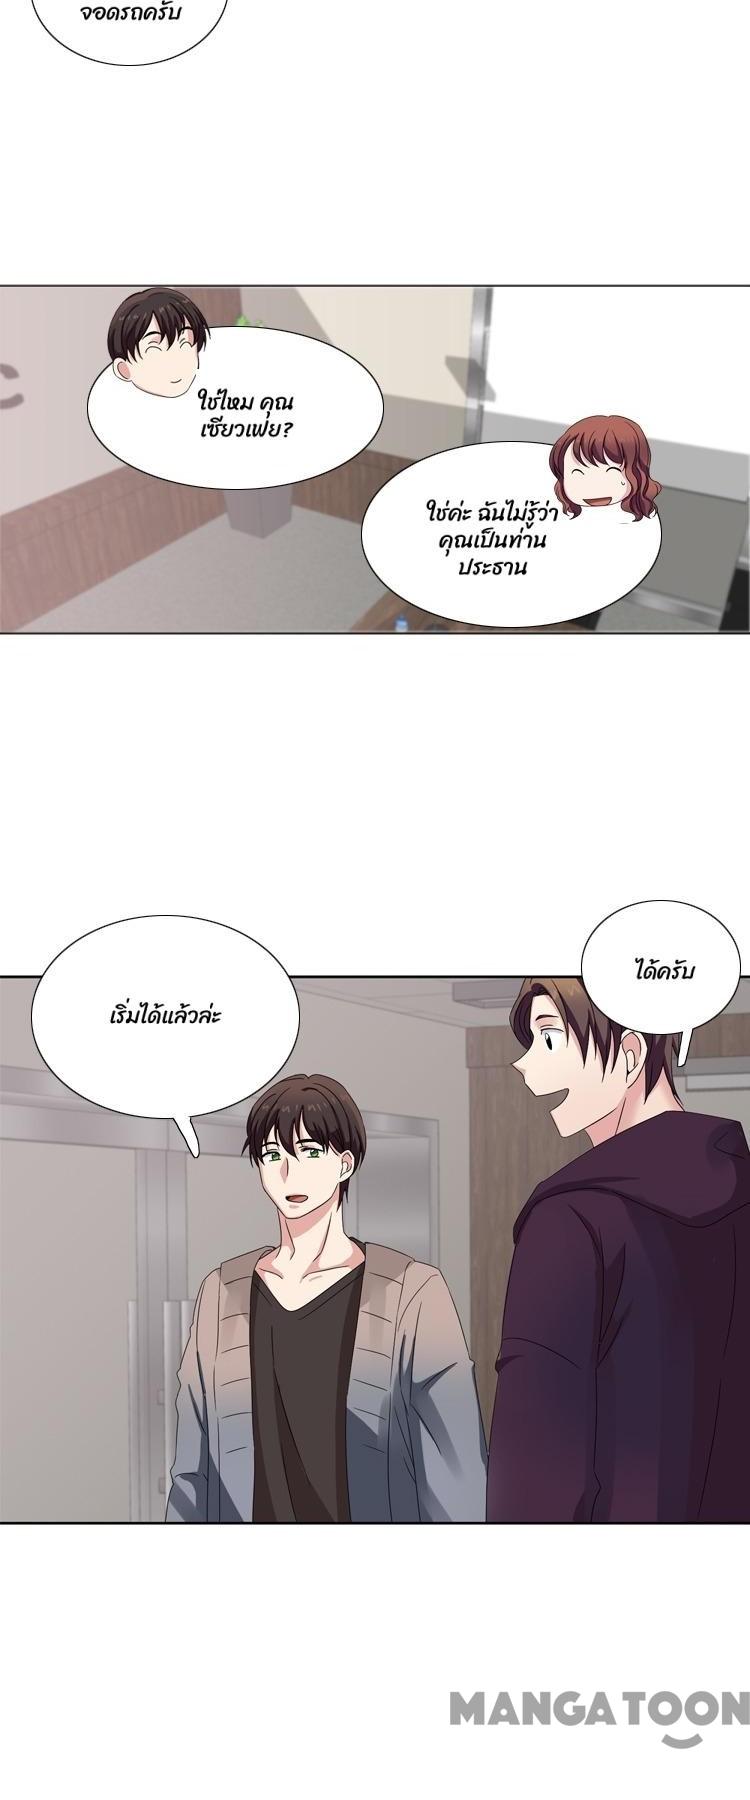 จอดรถครับ
ใช่ไหม คุณ
เซียวเฟย?
ใช่ค่ะ ฉันไม่รู้ว่า
คุณเป็นท่าน
ประธาน
ได้ครับ
เริ่มได้แล้วล่ะ
MANGATOON